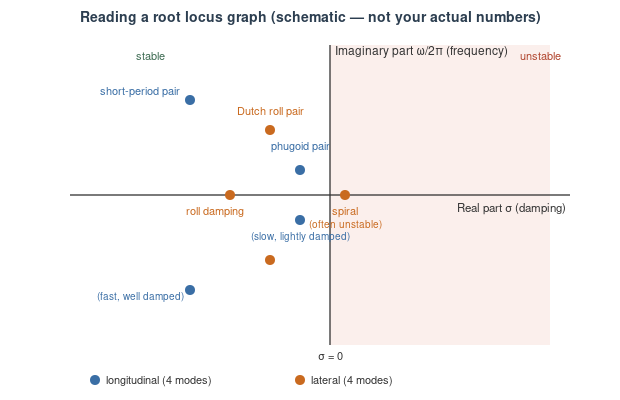 Reading a root locus graph (schematic — not your actual numbers)
Imaginary part ω/2π (frequency)
stable
unstable
short-period pair
Dutch roll pair
phugoid pair
Real part σ (damping)
roll damping
spiral
(often unstable)
(slow, lightly damped)
(fast, well damped)
σ = 0
longitudinal (4 modes)
lateral (4 modes)